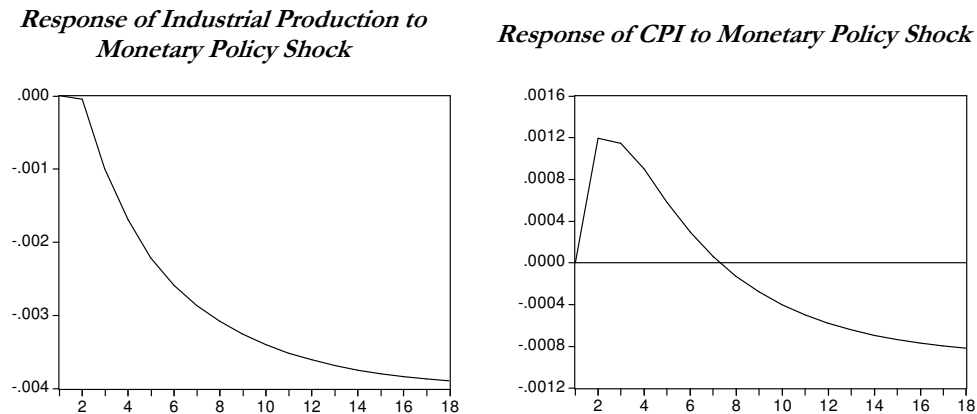 Response of Industrial Production to
Monetary Policy Shock
.000
-.001
-.002
-.003
-.004
2 4 6 8 10 12 14 16 18
Response of CPI to Monetary Policy Shock
.0016
.0012
.0008
.0004
.0000
-.0004
-.0008
-.0012
2 4 6 8 10 12 14 16 18